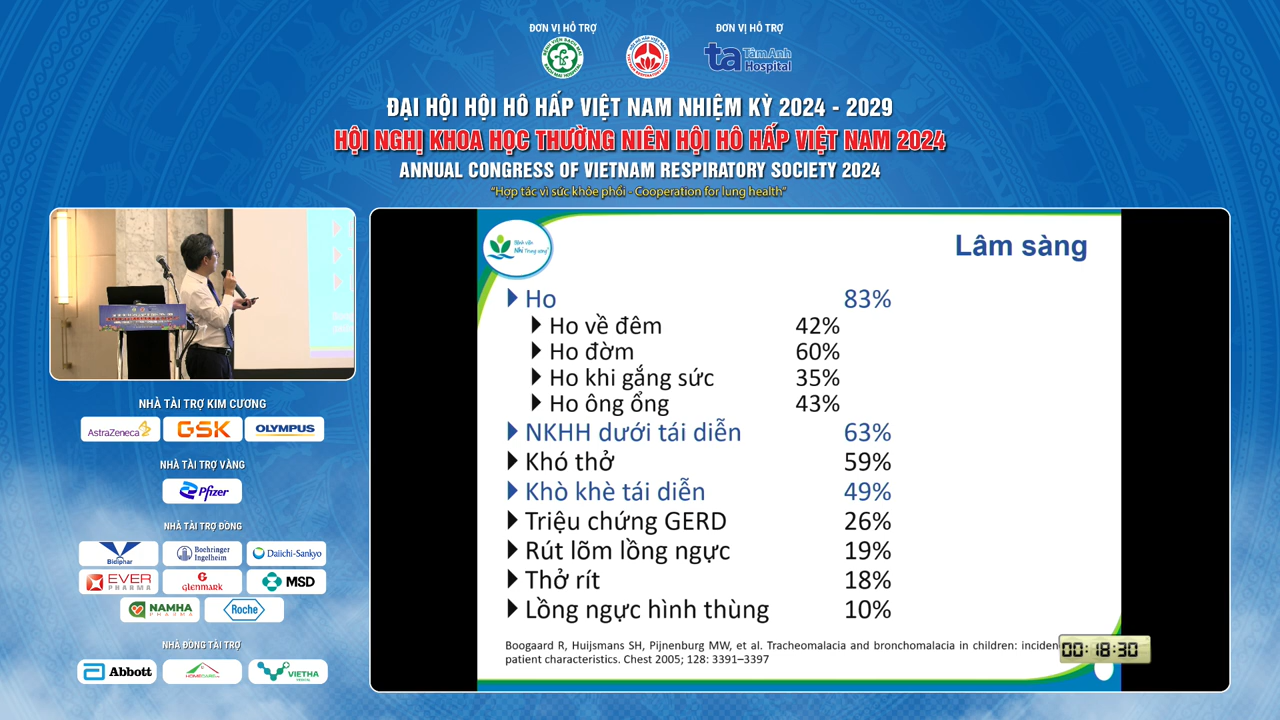 ĐƠN VỊ HỖ TRỢ
ĐƠN VỊ HỖ TRỢ
ta TâmAnh Hospital
ĐẠI HỘI HỘI HÔ HẤP VIỆT NAM NHIỆM KỲ 2024 - 2029
HỘI NGHỊ KHOA HỌC THƯỜNG NIÊN HỘI HÔ HẤP VIỆT NAM 2024
ANNUAL CONGRESS OF VIETNAM RESPIRATORY SOCIETY 2024
"Hợp tác vì sức khỏe phổi - Cooperation for lung health"
NHÀ TÀI TRỢ KIM CƯƠNG
AstraZeneca
GSK
OLYMPUS
NHÀ TÀI TRỢ VÀNG
Pfizer
NHÀ TÀI TRỢ ĐỒNG
Bidiphar
Boehringer Ingelheim
Daiichi-Sankyo
EVER PHARMA
GLENMARK
MSD
NAMHA PHARMA
Roche
NHÀ ĐỒNG TÀI TRỢ
Abbott
VIETHA
Bệnh viện
Nhi Trung ương
Lâm sàng
Ho 83%
Ho về đêm 42%
Ho đờm 60%
Ho khi gắng sức 35%
Ho ông ổng 43%
NKHH dưới tái diễn 63%
Khó thở 59%
Khò khè tái diễn 49%
Triệu chứng GERD 26%
Rút lõm lồng ngực 19%
Thở rít 18%
Lồng ngực hình thùng 10%
Boogaard R, Huijsmans SH, Pijnenburg MW, et al. Tracheomalacia and bronchomalacia in children: inciden
patient characteristics. Chest 2005; 128: 3391–3397
00:18:30